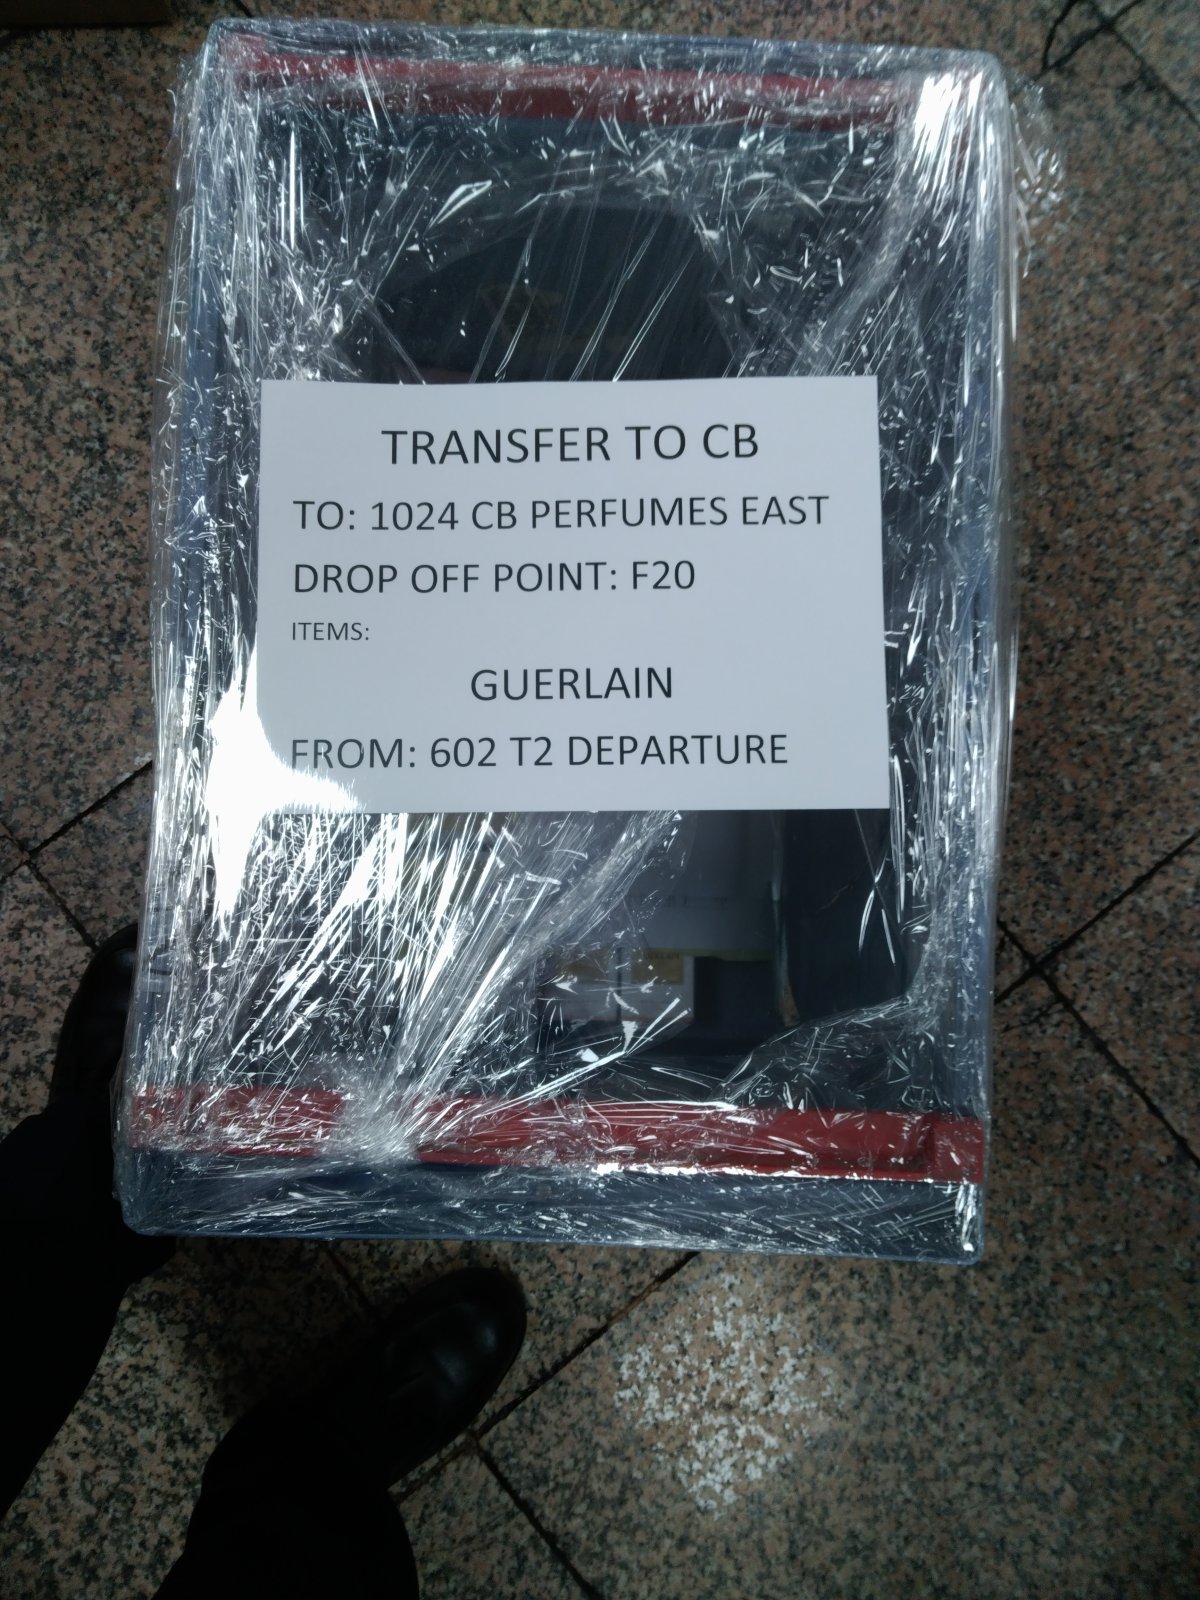 TRANSFER TO CB
TO: 1024 CB PERFUMES EAST
DROP OFF POINT: F20
ITEMS:
GUERLAIN
FROM: 602 T2 DEPARTURE